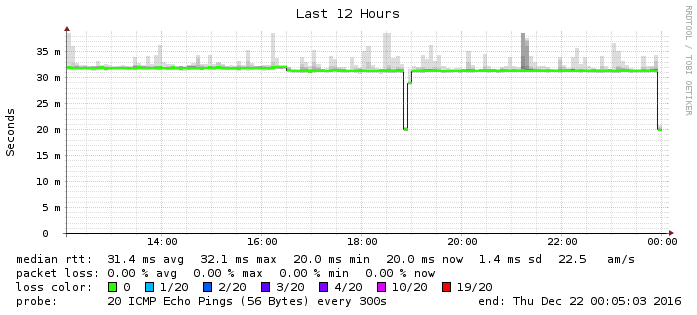 Last 12 Hours
RRDTOOL / TOBI OETIKER
Seconds
35 m
30 m
25 m
20 m
15 m
10 m
5 m
0
14:00 16:00 18:00 20:00 22:00 00:00
median rtt: 31.4 ms avg 32.1 ms max 20.0 ms min 20.0 ms now 1.4 ms sd 22.5 am/s
packet loss: 0.00 % avg 0.00 % max 0.00 % min 0.00 % now
loss color: 0 1/20 2/20 3/20 4/20 10/20 19/20
probe: 20 ICMP Echo Pings (56 Bytes) every 300s end: Thu Dec 22 00:05:03 2016